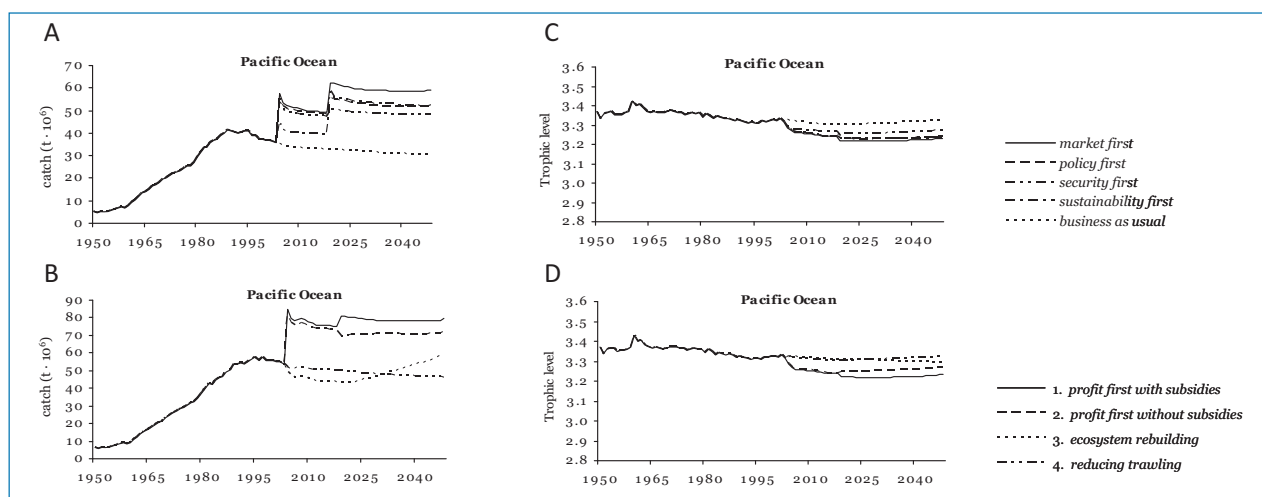 A
Pacific Ocean
catch (t · 10⁶)
70
60
50
40
30
20
10
0
1950 1965 1980 1995 2010 2025 2040
C
Pacific Ocean
Trophic level
3.6
3.5
3.4
3.3
3.2
3.1
3.0
2.9
2.8
1950 1965 1980 1995 2010 2025 2040
market first
policy first
security first
sustainability first
business as usual
B
Pacific Ocean
catch (t · 10⁶)
90
80
70
60
50
40
30
20
10
0
1950 1965 1980 1995 2010 2025 2040
D
Pacific Ocean
Trophic level
3.6
3.5
3.4
3.3
3.2
3.1
3.0
2.9
2.8
1950 1965 1980 1995 2010 2025 2040
1. profit first with subsidies
2. profit first without subsidies
3. ecosystem rebuilding
4. reducing trawling